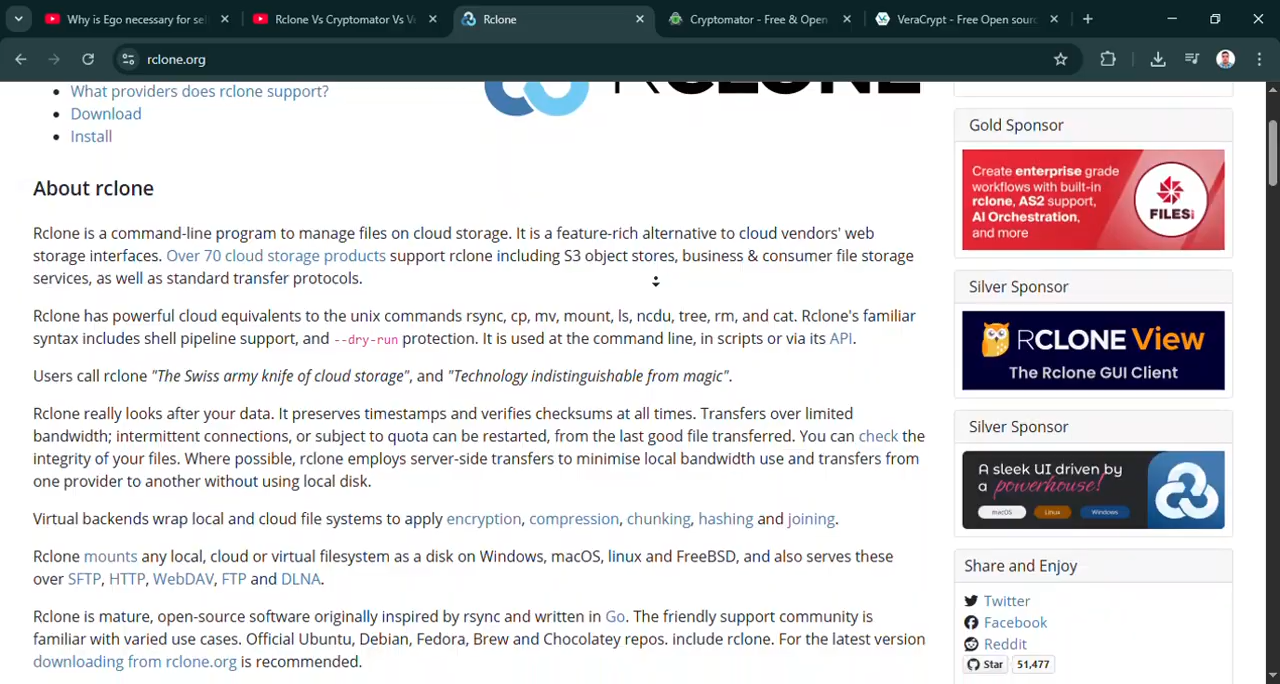 Why is Ego necessary for sel
Rclone Vs Cryptomator Vs V
Rclone
Cryptomator - Free & Open
VeraCrypt - Free Open sourc
rclone.org
What providers does rclone support?
Download
Install
RCLONE
About rclone
Rclone is a command-line program to manage files on cloud storage. It is a feature-rich alternative to cloud vendors' web
storage interfaces. Over 70 cloud storage products support rclone including S3 object stores, business & consumer file storage
services, as well as standard transfer protocols.
Rclone has powerful cloud equivalents to the unix commands rsync, cp, mv, mount, ls, ncdu, tree, rm, and cat. Rclone's familiar
syntax includes shell pipeline support, and --dry-run protection. It is used at the command line, in scripts or via its API.
Users call rclone "The Swiss army knife of cloud storage", and "Technology indistinguishable from magic".
Rclone really looks after your data. It preserves timestamps and verifies checksums at all times. Transfers over limited
bandwidth; intermittent connections, or subject to quota can be restarted, from the last good file transferred. You can check the
integrity of your files. Where possible, rclone employs server-side transfers to minimise local bandwidth use and transfers from
one provider to another without using local disk.
Virtual backends wrap local and cloud file systems to apply encryption, compression, chunking, hashing and joining.
Rclone mounts any local, cloud or virtual filesystem as a disk on Windows, macOS, linux and FreeBSD, and also serves these
over SFTP, HTTP, WebDAV, FTP and DLNA.
Rclone is mature, open-source software originally inspired by rsync and written in Go. The friendly support community is
familiar with varied use cases. Official Ubuntu, Debian, Fedora, Brew and Chocolatey repos. include rclone. For the latest version
downloading from rclone.org is recommended.
Gold Sponsor
Create enterprise grade
workflows with built-in
rclone, AS2 support,
AI Orchestration,
and more
FILES.com
Silver Sponsor
RCLONE View
The Rclone GUI Client
Silver Sponsor
A sleek UI driven by
a powerhouse!
macOS
Linux
Windows
Share and Enjoy
Twitter
Facebook
Reddit
Star 51,477